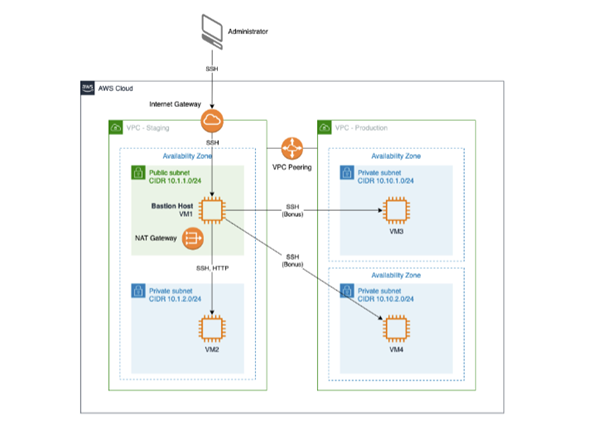 Administrator
SSH
aws
AWS Cloud
Internet Gateway
VPC - Staging
VPC - Production
SSH
VPC Peering
Availability Zone
Public subnet
CIDR 10.1.1.0/24
Bastion Host
VM1
NAT Gateway
SSH, HTTP
Private subnet
CIDR 10.1.2.0/24
VM2
SSH
(Bonus)
SSH
(Bonus)
Availability Zone
Private subnet
CIDR 10.10.1.0/24
VM3
Availability Zone
Private subnet
CIDR 10.10.2.0/24
VM4